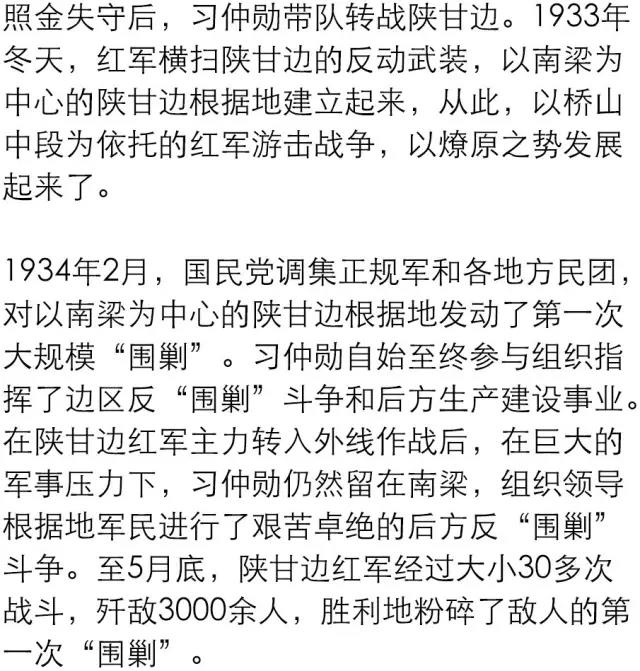 照金失守后，习仲勋带队转战陕甘边。1933年
冬天，红军横扫陕甘边的反动武装，以南梁为
中心的陕甘边根据地建立起来，从此，以桥山
中段为依托的红军游击战争，以燎原之势发展
起来了。
1934年2月，国民党调集正规军和各地方民团，
对以南梁为中心的陕甘边根据地发动了第一次
大规模“围剿”。习仲勋自始至终参与组织指
挥了边区反“围剿”斗争和后方生产建设事业。
在陕甘边红军主力转入外线作战后，在巨大的
军事压力下，习仲勋仍然留在南梁，组织领导
根据地军民进行了艰苦卓绝的后方反“围剿”
斗争。至5月底，陕甘边红军经过大小30多次
战斗，歼敌3000余人，胜利地粉碎了敌人的第
一次“围剿”。